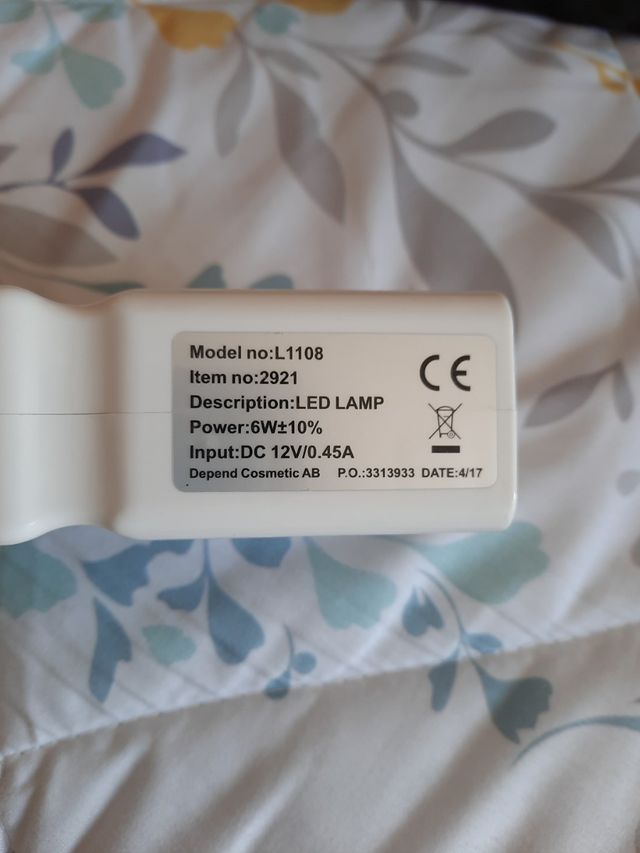 Model no:L1108
Item no:2921
Description:LED LAMP
Power:6W±10%
Input:DC 12V/0.45A
Depend Cosmetic AB P.O.:3313933 DATE:4/17
CE